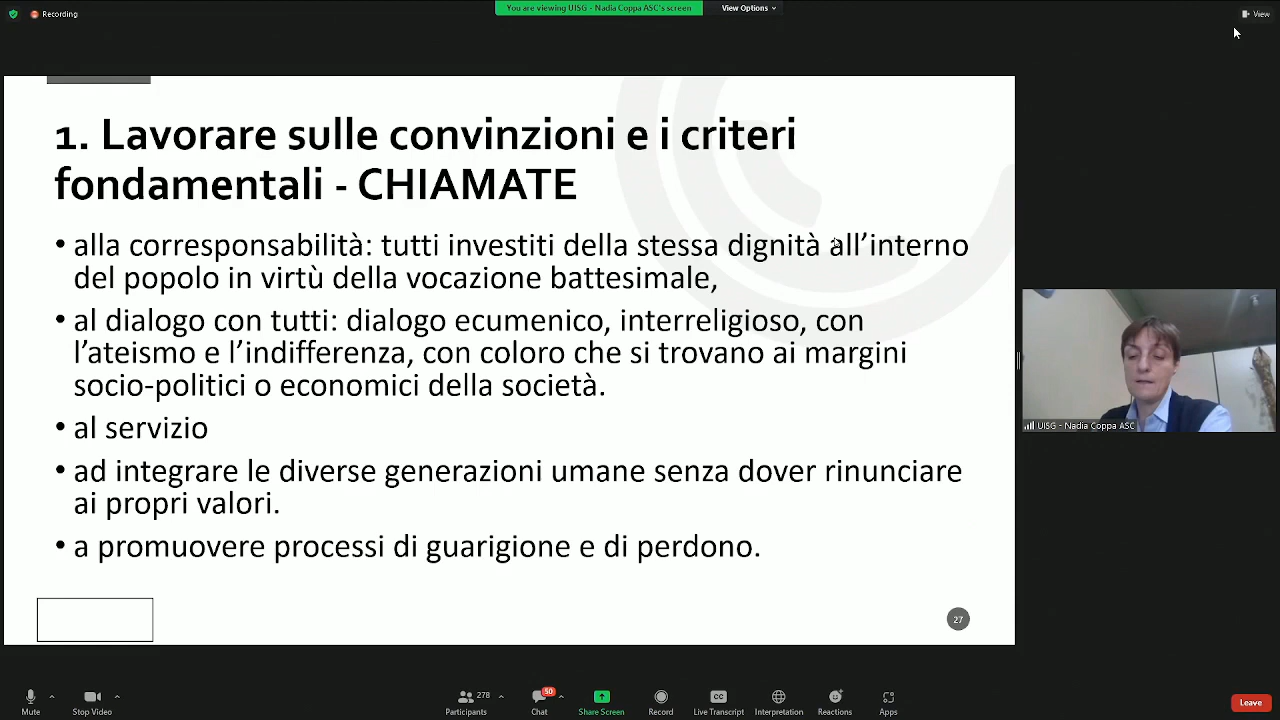 Recording
You are viewing UISG - Nadia Coppa ASC's screen
View Options
View
1. Lavorare sulle convinzioni e i criteri
fondamentali - CHIAMATE
• alla corresponsabilità: tutti investiti della stessa dignità all’interno
del popolo in virtù della vocazione battesimale,
• al dialogo con tutti: dialogo ecumenico, interreligioso, con
l’ateismo e l’indifferenza, con coloro che si trovano ai margini
socio-politici o economici della società.
• al servizio
• ad integrare le diverse generazioni umane senza dover rinunciare
ai propri valori.
• a promuovere processi di guarigione e di perdono.
27
UISG - Nadia Coppa ASC
Mute
Stop Video
278
Participants
50
Chat
Share Screen
Record
CC
Live Transcript
Interpretation
Reactions
Apps
Leave